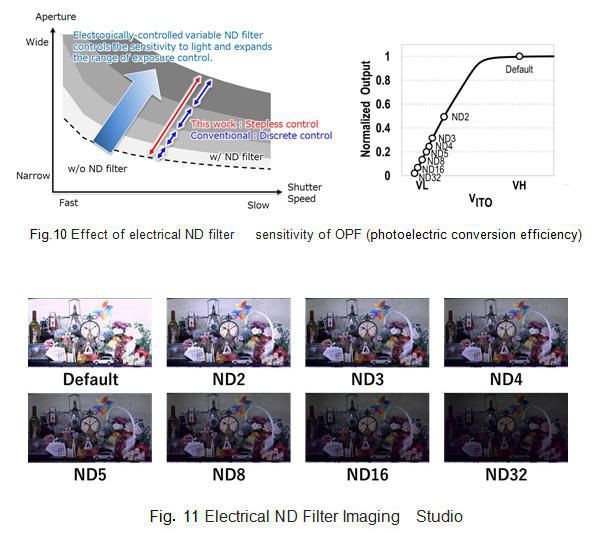 Aperture
Wide
Electronically-controlled variable ND filter
controls the sensitivity to light and expands
the range of exposure control.
This work : Stepless control
Conventional : Discrete control
w/o ND filter
w/ ND filter
Narrow
Fast
Slow
Shutter
Speed
Normalized Output
1
0.8
0.6
0.4
0.2
0
Default
ND2
ND3
ND4
ND5
ND8
ND16
ND32
VL
VH
VITO
Fig.10 Effect of electrical ND filter sensitivity of OPF (photoelectric conversion efficiency)
Default
ND2
ND3
ND4
ND5
ND8
ND16
ND32
Fig. 11 Electrical ND Filter Imaging Studio